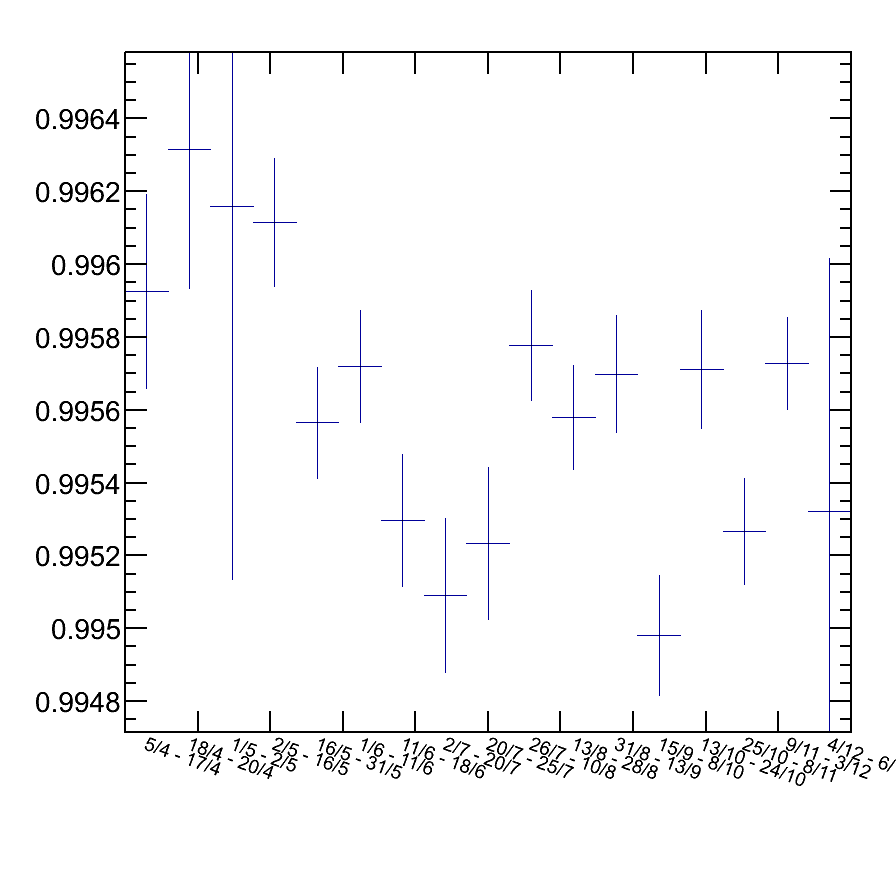 0.9964
0.9962
0.996
0.9958
0.9956
0.9954
0.9952
0.995
0.9948
5/4 - 17/4
18/4 - 20/4
1/5 - 2/5
2/5 - 16/5
16/5 - 31/5
1/6 - 11/6
11/6 - 18/6
2/7 - 20/7
20/7 - 25/7
26/7 - 10/8
13/8 - 28/8
31/8 - 13/9
15/9 - 8/10
13/10 - 24/10
25/10 - 8/11
9/11 - 3/12
4/12 - 6/